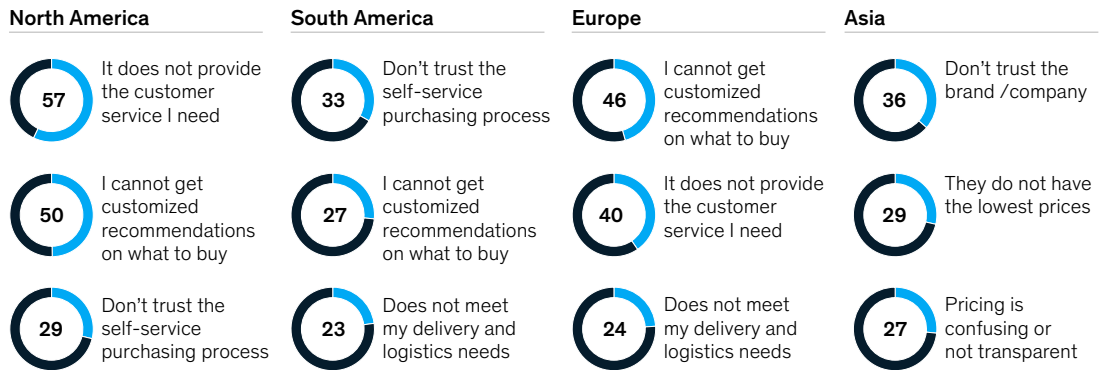 North America
57
It does not provide
the customer
service I need
50
I cannot get
customized
recommendations
on what to buy
29
Don’t trust the
self-service
purchasing process
South America
33
Don’t trust the
self-service
purchasing process
27
I cannot get
customized
recommendations
on what to buy
23
Does not meet
my delivery and
logistics needs
Europe
46
I cannot get
customized
recommendations
on what to buy
40
It does not provide
the customer
service I need
24
Does not meet
my delivery and
logistics needs
Asia
36
Don’t trust the
brand /company
29
They do not have
the lowest prices
27
Pricing is
confusing or
not transparent